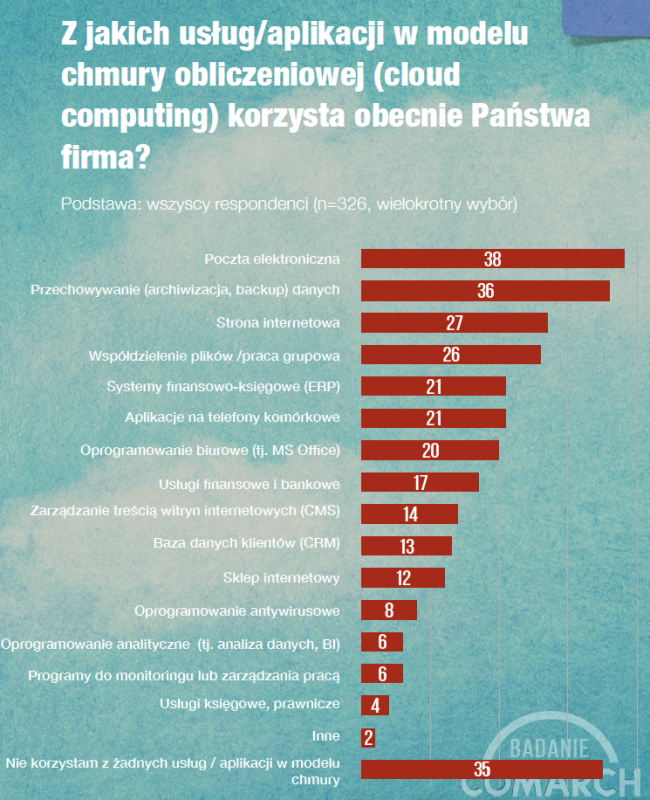 Z jakich usług/aplikacji w modelu
chmury obliczeniowej (cloud
computing) korzysta obecnie Państwa
firma?
Podstawa: wszyscy respondenci (n=326, wielokrotny wybór)
Poczta elektroniczna 38
Przechowywanie (archiwizacja, backup) danych 36
Strona internetowa 27
Współdzielenie plików /praca grupowa 26
Systemy finansowo-księgowe (ERP) 21
Aplikacje na telefony komórkowe 21
Oprogramowanie biurowe (tj. MS Office) 20
Usługi finansowe i bankowe 17
Zarządzanie treścią witryn internetowych (CMS) 14
Baza danych klientów (CRM) 13
Sklep internetowy 12
Oprogramowanie antywirusowe 8
Oprogramowanie analityczne (tj. analiza danych, BI) 6
Programy do monitoringu lub zarządzania pracą 6
Usługi księgowe, prawnicze 4
Inne 2
BADANIE
Nie korzystam z żadnych usług / aplikacji w modelu 35
chmury
COMARCH